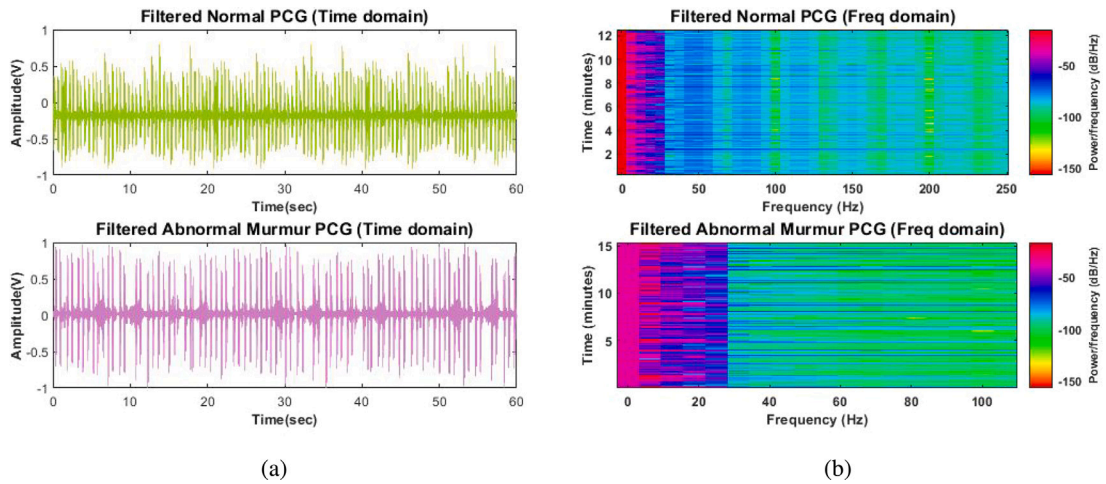 Filtered Normal PCG (Time domain)
Amplitude(V)
1
0.5
0
-0.5
-1
0 10 20 30 40 50 60
Time(sec)
Filtered Abnormal Murmur PCG (Time domain)
Amplitude(V)
1
0.5
0
-0.5
-1
0 10 20 30 40 50 60
Time(sec)
(a)
Filtered Normal PCG (Freq domain)
Time (minutes)
12
10
8
6
4
2
0 50 100 150 200 250
Frequency (Hz)
-50
-100
-150
Power/frequency (dB/Hz)
Filtered Abnormal Murmur PCG (Freq domain)
Time (minutes)
15
10
5
0 20 40 60 80 100
Frequency (Hz)
-50
-100
-150
Power/frequency (dB/Hz)
(b)